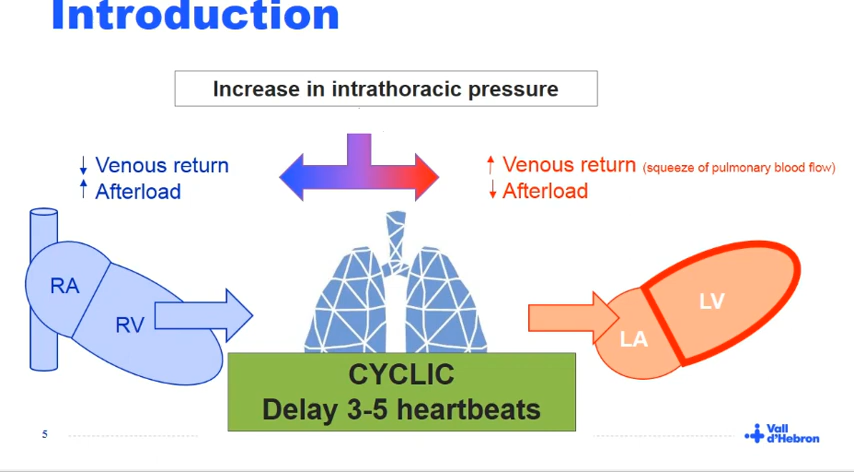 Introduction
Increase in intrathoracic pressure
↓ Venous return
↑ Afterload
↑ Venous return (squeeze of pulmonary blood flow)
↓ Afterload
RA
RV
LV
LA
CYCLIC
Delay 3-5 heartbeats
5
Vall
d'Hebron